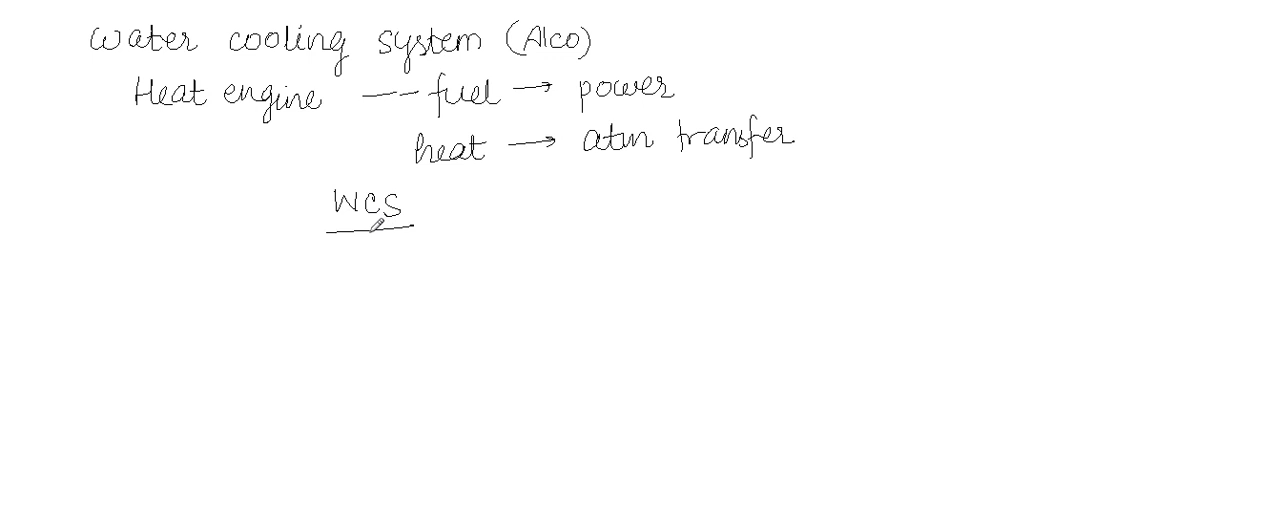 water cooling system (Alco)
Heat engine —– fuel → power
heat → atm transfer
WCS